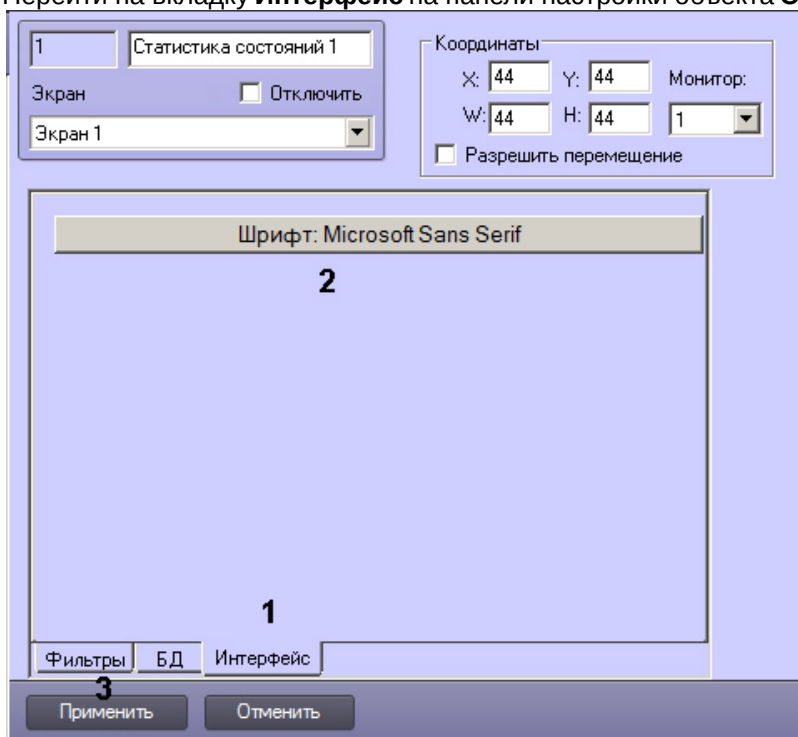 Перейти на вкладку Интерфейс на панели настройки объекта
1 Статистика состояний 1
Экран Отключить
Экран 1
Координаты
X: 44 Y: 44 Монитор:
W: 44 H: 44 1
Разрешить перемещение
Шрифт: Microsoft Sans Serif
2
1
Фильтры БД Интерфейс
3
Применить Отменить